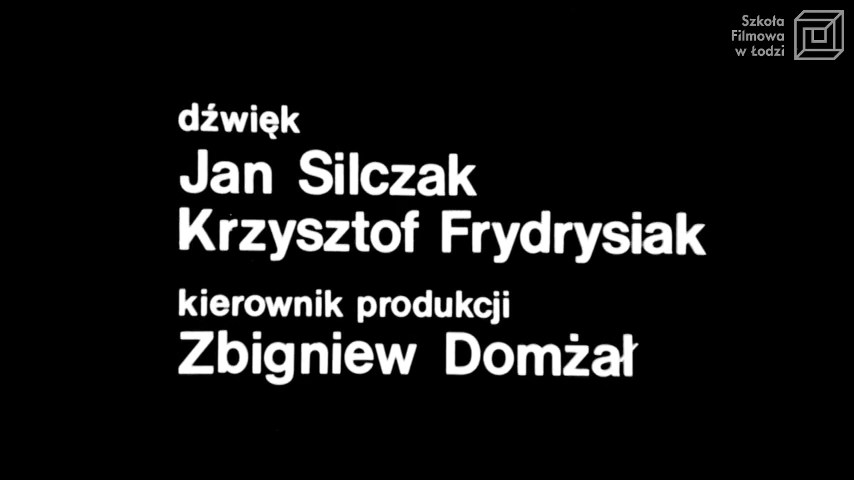 Szkoła
Filmowa
w Łodzi
dźwięk
Jan Silczak
Krzysztof Frydrysiak
kierownik produkcji
Zbigniew Domżał